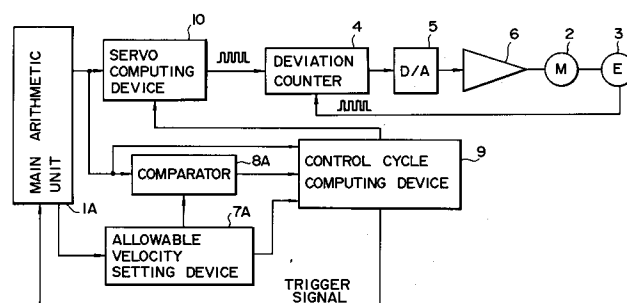 10
4
5
6
2
3
SERVO
COMPUTING
DEVICE
DEVIATION
COUNTER
D/A
M
E
MAIN ARITHMETIC
UNIT
1A
8A
COMPARATOR
9
CONTROL CYCLE
COMPUTING DEVICE
7A
ALLOWABLE
VELOCITY
SETTING DEVICE
TRIGGER
SIGNAL